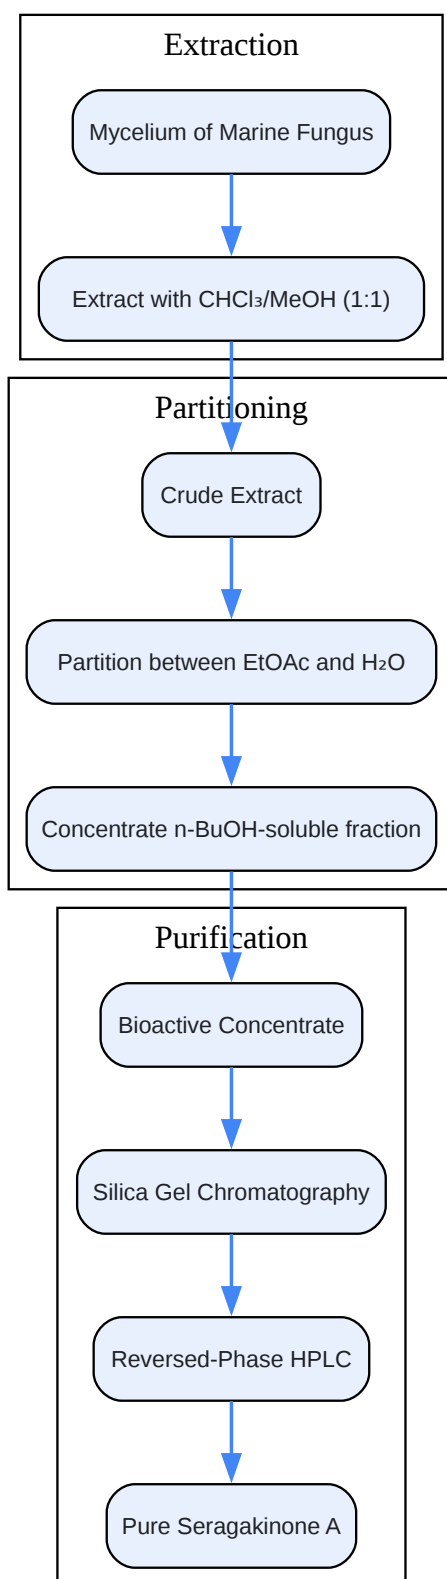 Extraction
Mycelium of Marine Fungus
Extract with CHCl₃/MeOH (1:1)
Partitioning
Crude Extract
Partition between EtOAc and H₂O
Concentrate n-BuOH-soluble fraction
Purification
Bioactive Concentrate
Silica Gel Chromatography
Reversed-Phase HPLC
Pure Seragakinone A